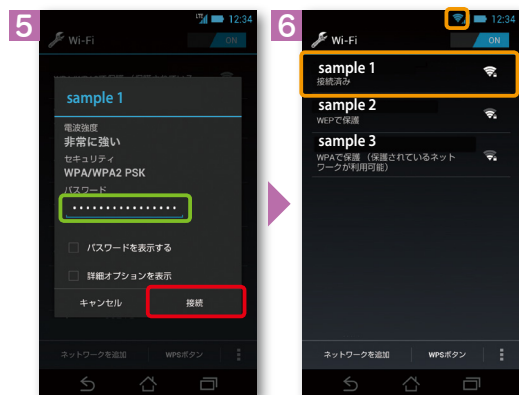 5
LTE 12:34
Wi-Fi
ON
sample 1
電波強度
非常に強い
セキュリティ
WPA/WPA2 PSK
パスワード
••••••••••••••••
パスワードを表示する
詳細オプションを表示
キャンセル
接続
ネットワークを追加
WPSボタン
6
12:34
Wi-Fi
ON
sample 1
接続済み
sample 2
WEPで保護
sample 3
WPAで保護（保護されているネット
ワークが利用可能）
ネットワークを追加
WPSボタン